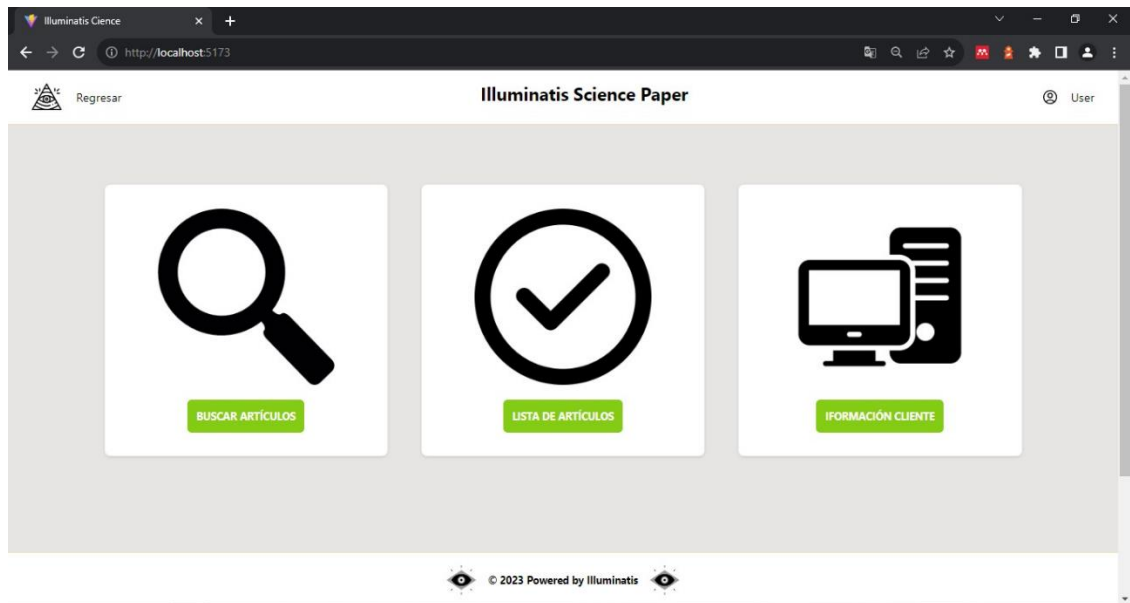 Illuminatis Cience
http://localhost:5173
Regresar
Illuminatis Science Paper
User
BUSCAR ARTÍCULOS
LISTA DE ARTÍCULOS
IFORMACIÓN CLIENTE
© 2023 Powered by Illuminatis